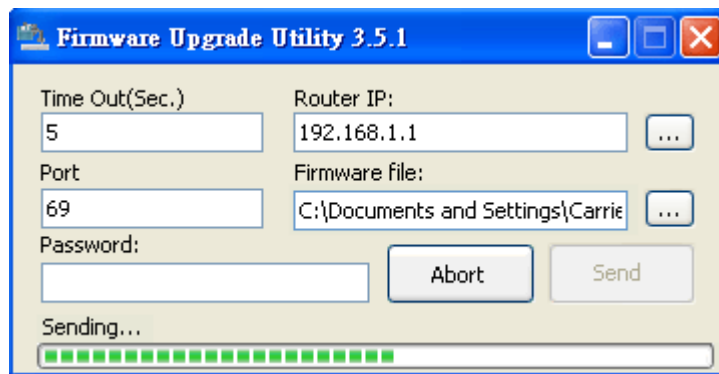 Firmware Upgrade Utility 3.5.1
Time Out(Sec.) Router IP:
5 192.168.1.1 ...
Port Firmware file:
69 C:\Documents and Settings\Carrie ...
Password:
Abort Send
Sending...